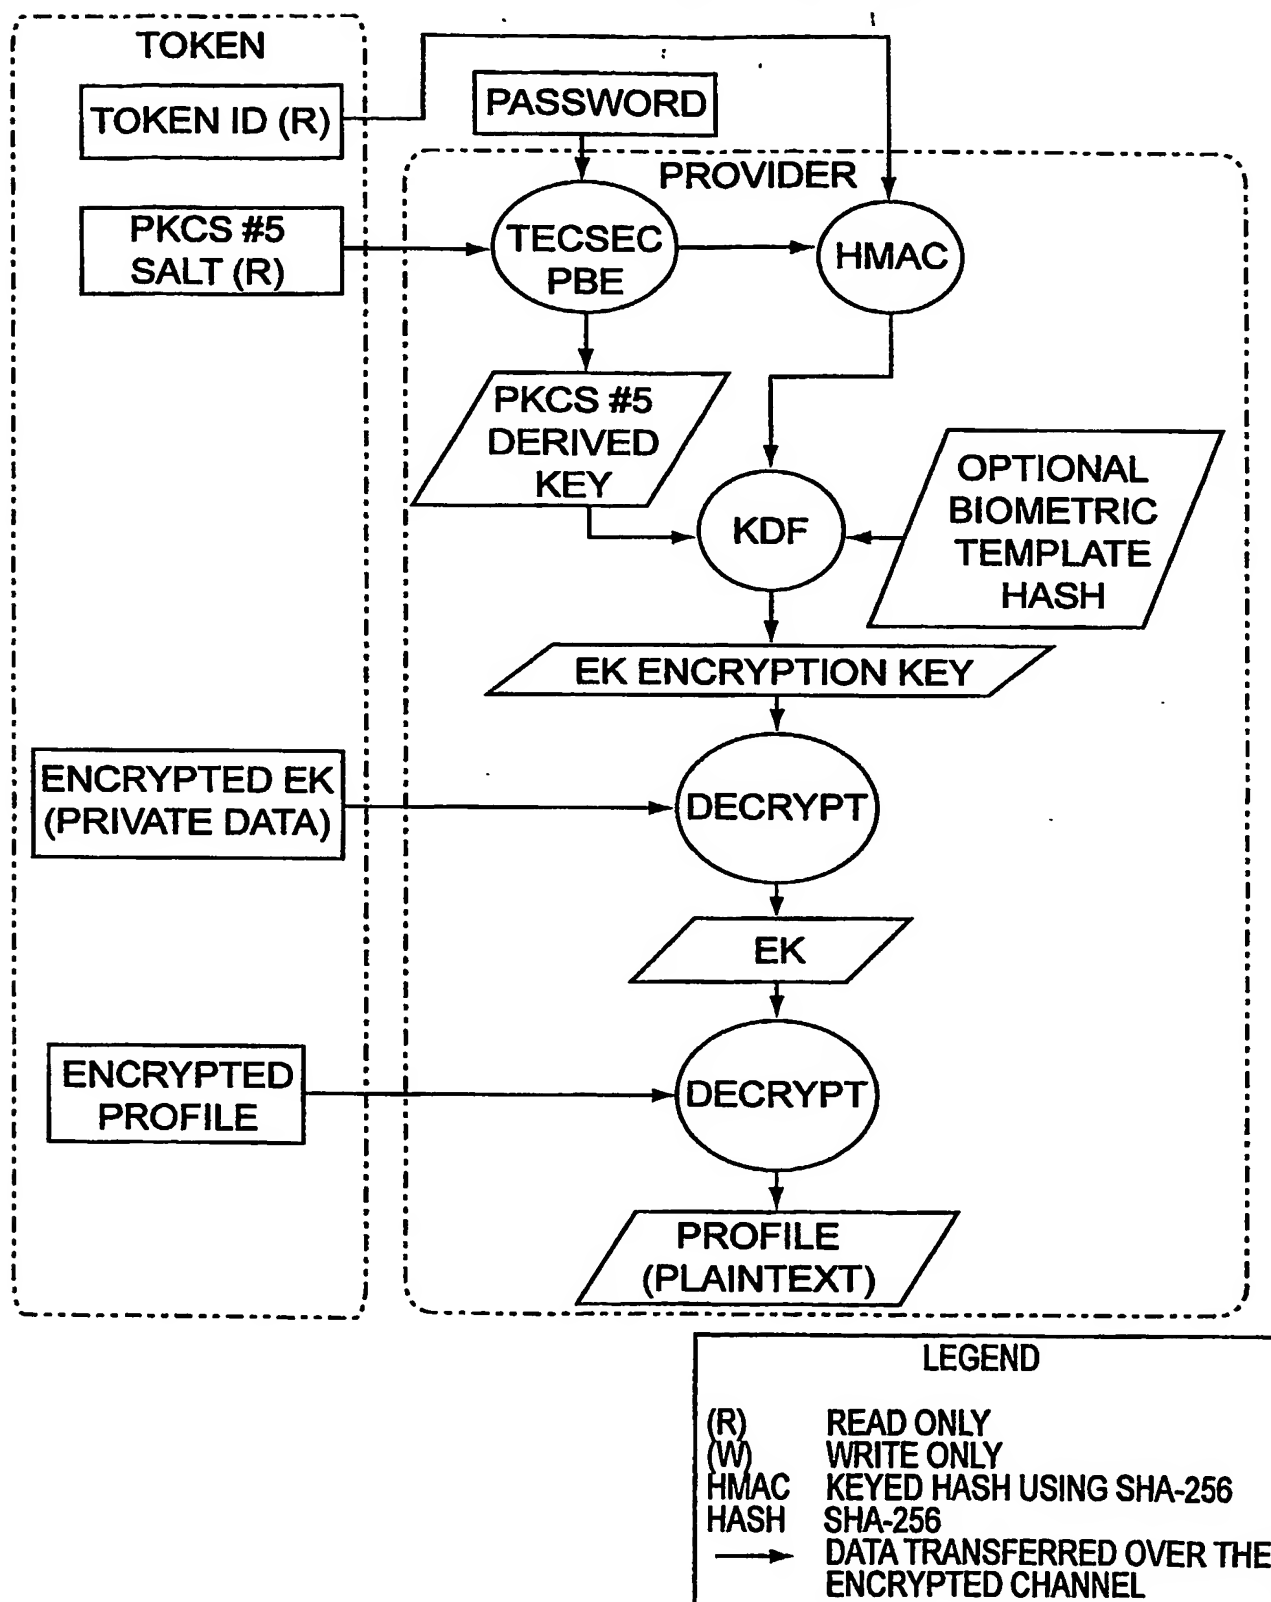 TOKEN
TOKEN ID (R)
PASSWORD
PROVIDER
PKCS #5
SALT (R)
TECSEC
PBE
HMAC
PKCS #5
DERIVED
KEY
OPTIONAL
BIOMETRIC
TEMPLATE
HASH
KDF
EK ENCRYPTION KEY
ENCRYPTED EK
(PRIVATE DATA)
DECRYPT
EK
ENCRYPTED
PROFILE
DECRYPT
PROFILE
(PLAINTEXT)
LEGEND
(R) READ ONLY
(W) WRITE ONLY
HMAC KEYED HASH USING SHA-256
HASH SHA-256
DATA TRANSFERRED OVER THE
ENCRYPTED CHANNEL